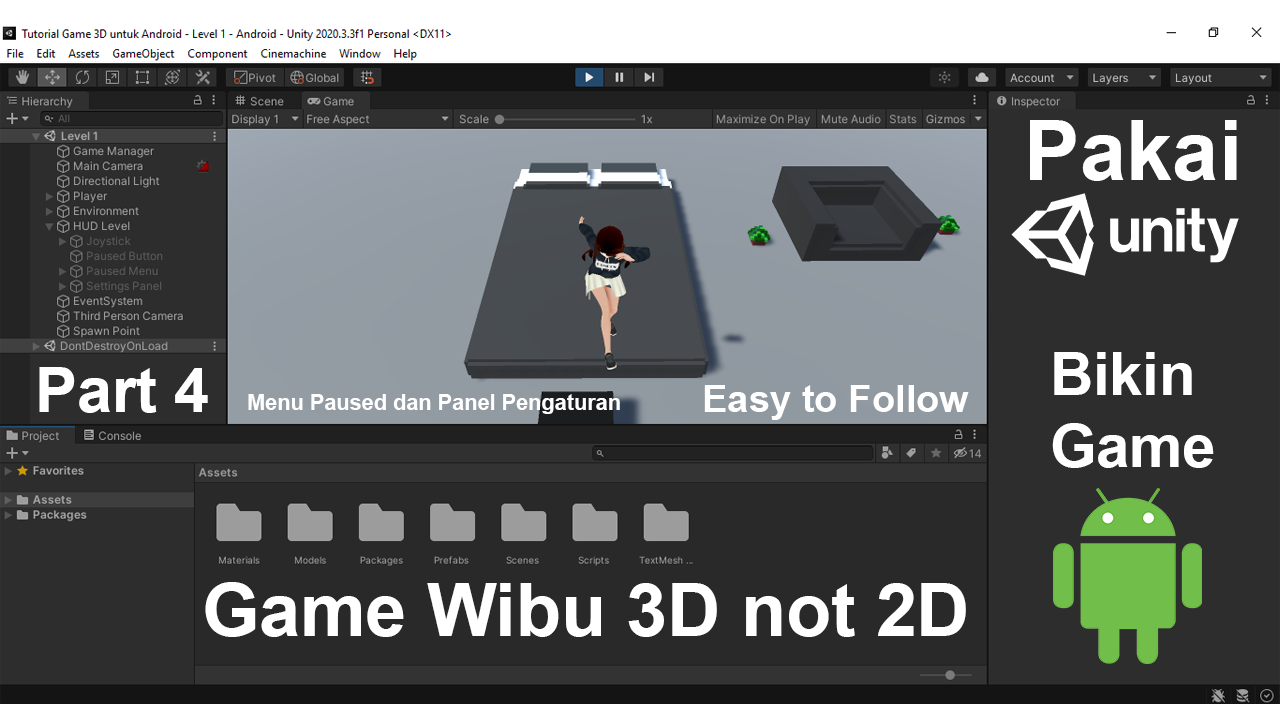 Tutorial Game 3D untuk Android - Level 1 - Android - Unity 2020.3.3f1 Personal <DX11>
File Edit Assets GameObject Component Cinemachine Window Help
Pivot Global Account Layers Layout
Hierarchy Scene Game Inspector
All Display 1 Free Aspect Scale 1x Maximize On Play Mute Audio Stats Gizmos
Level 1
Game Manager
Main Camera
Directional Light
Player
Environment
HUD Level
Joystick
Paused Button
Paused Menu
Settings Panel
EventSystem
Third Person Camera
Spawn Point
DontDestroyOnLoad
Part 4
Menu Paused dan Panel Pengaturan
Easy to Follow
Pakai
unity
Bikin
Game
Project Console
14
Favorites
Assets
Packages
Assets
Materials Models Packages Prefabs Scenes Scripts TextMesh ...
Game Wibu 3D not 2D